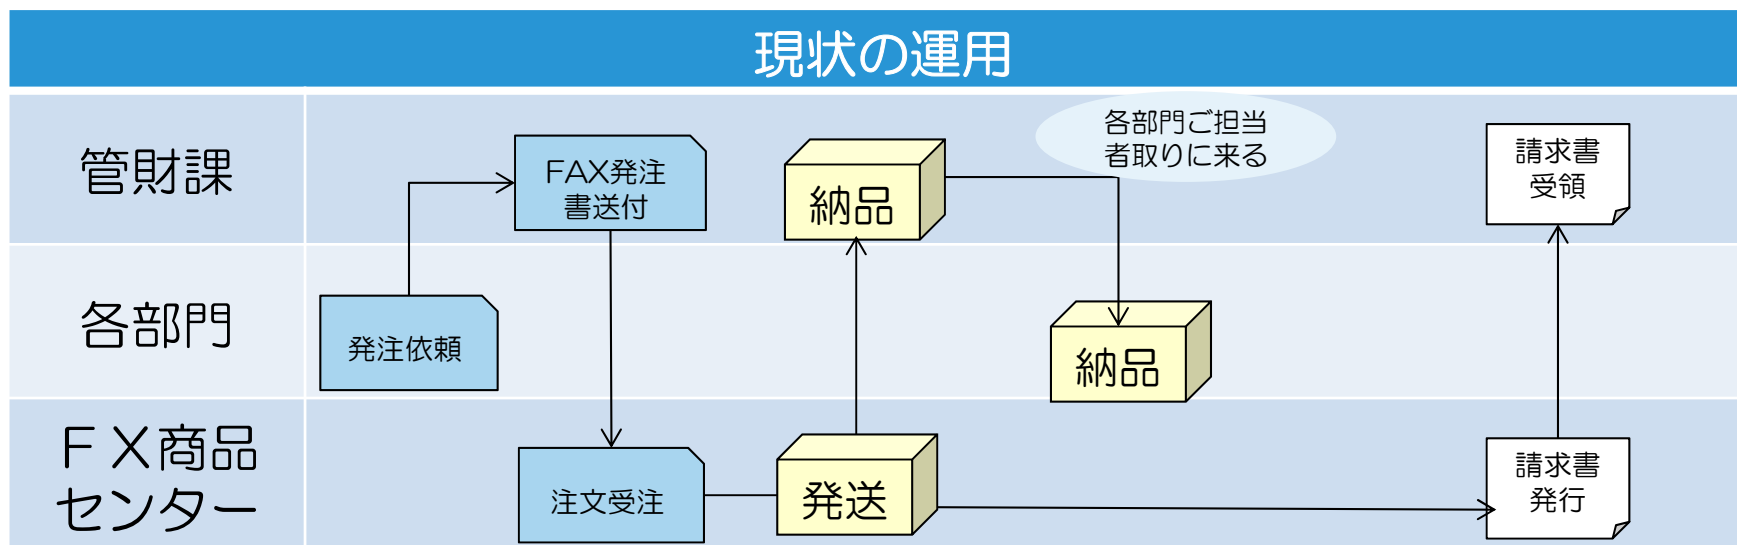 現状の運用
管財課
FAX発注
書送付
納品
各部門ご担当
者取りに来る
請求書
受領
各部門
発注依頼
納品
ＦＸ商品
センター
注文受注
発送
請求書
発行